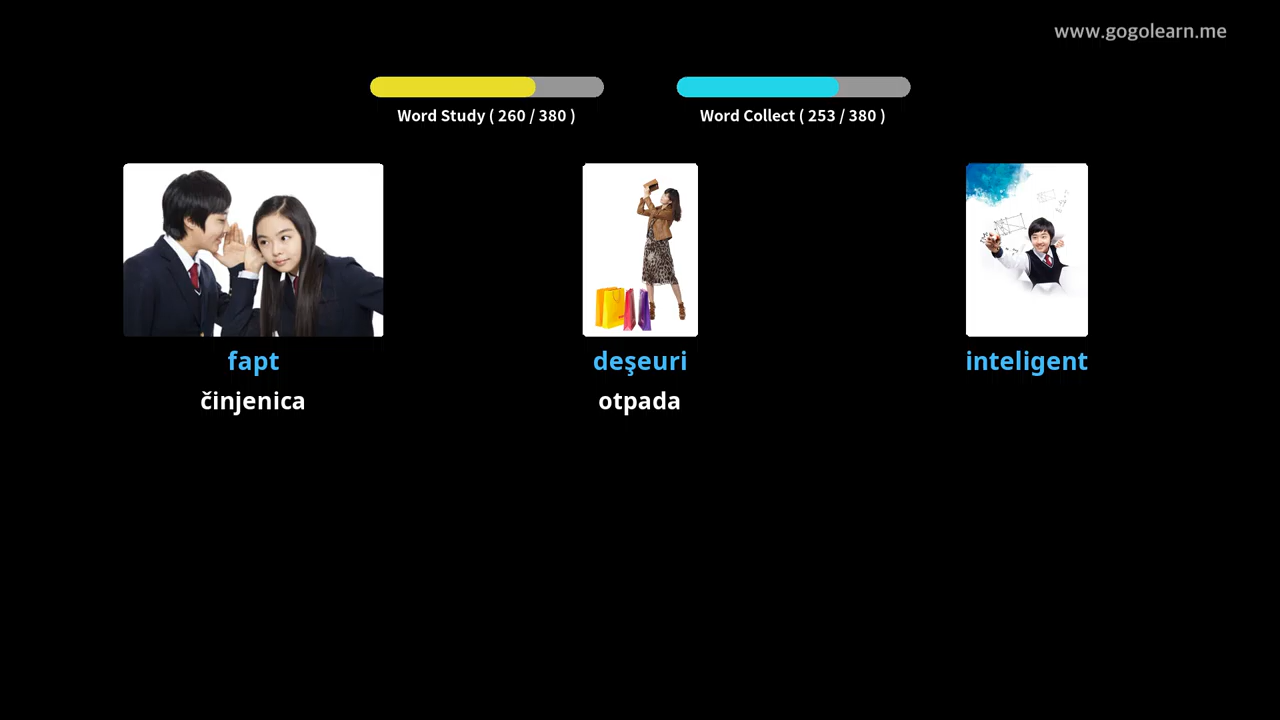 www.gogolearn.me
Word Study ( 260 / 380 )
Word Collect ( 253 / 380 )
fapt
deşeuri
inteligent
činjenica
otpada